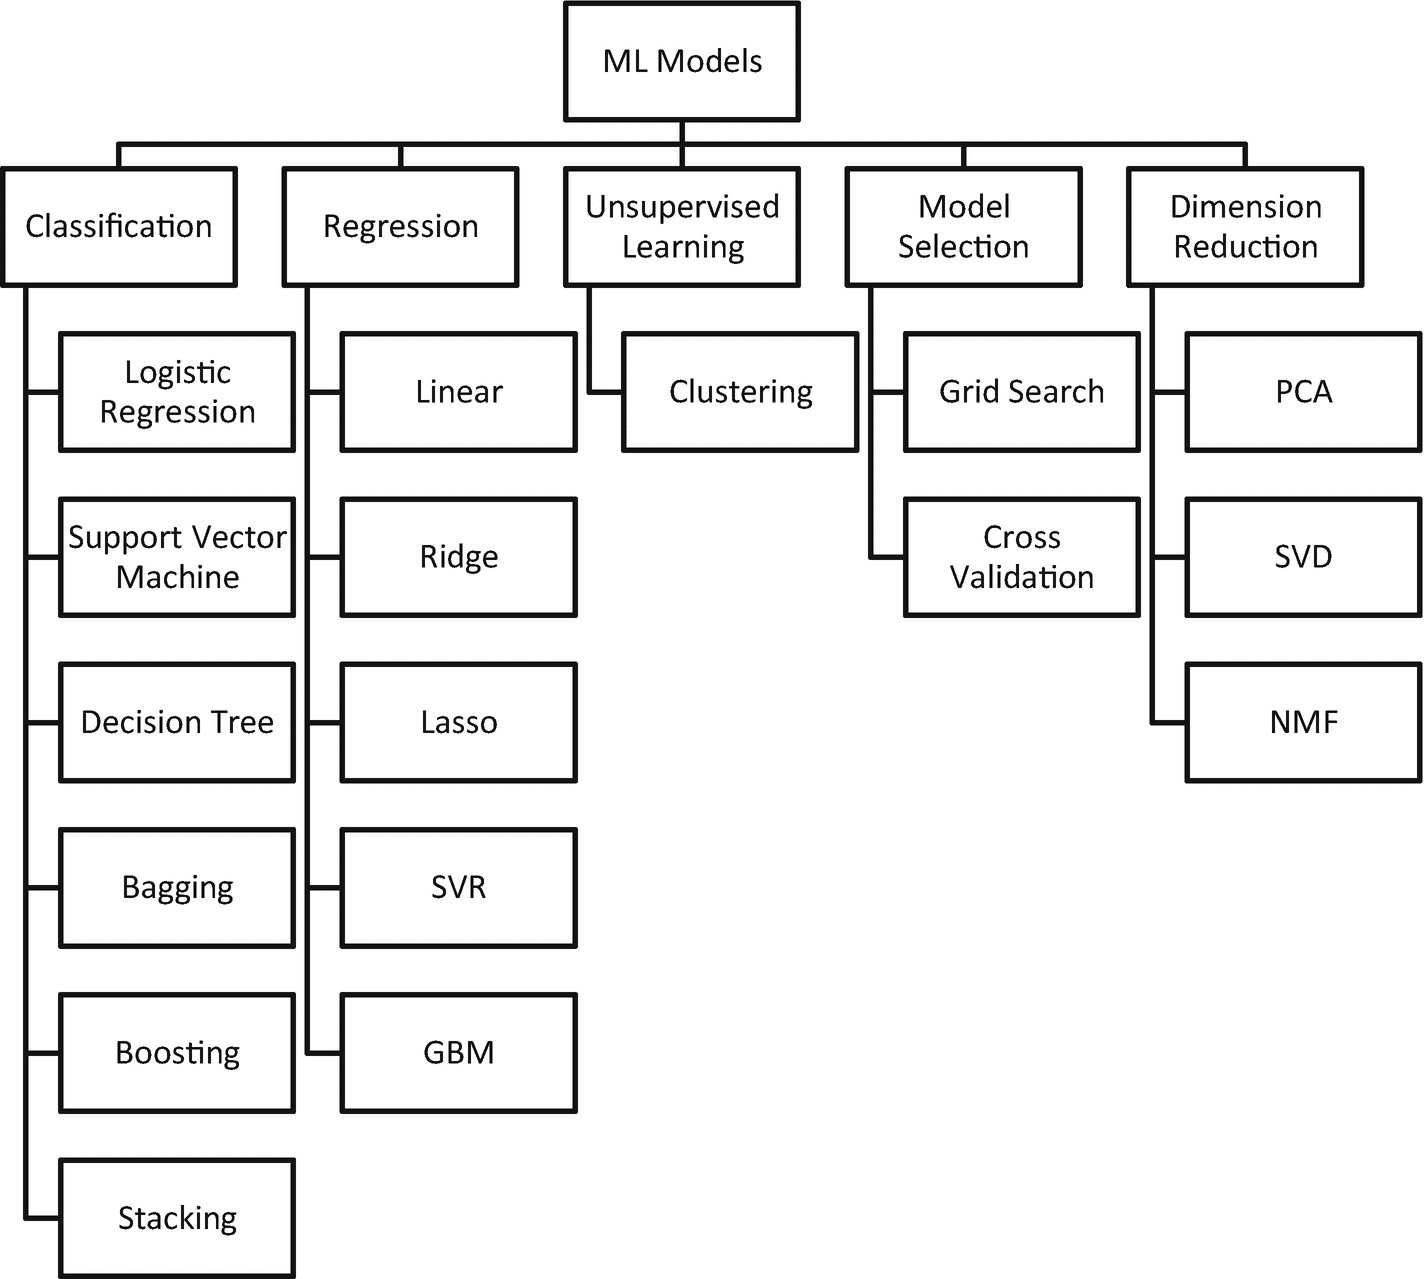 ML Models
Classification
Regression
Unsupervised
Learning
Model
Selection
Dimension
Reduction
Logistic
Regression
Support Vector
Machine
Decision Tree
Bagging
Boosting
Stacking
Linear
Ridge
Lasso
SVR
GBM
Clustering
Grid Search
Cross
Validation
PCA
SVD
NMF